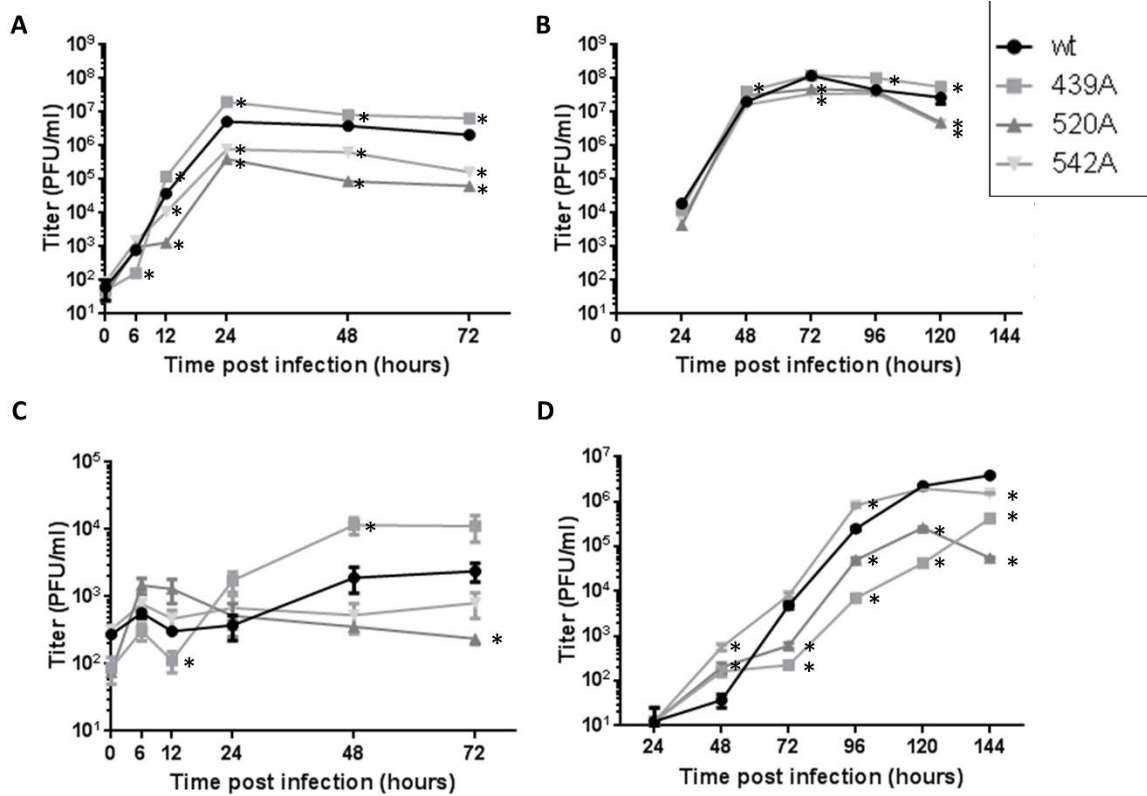 A
10⁹
10⁸
10⁷
10⁶
10⁵
10⁴
10³
10²
10¹
Titer (PFU/ml)
* * * * * * * * * * * *
0 6 12 24 48 72
Time post infection (hours)
B
10⁹
10⁸
10⁷
10⁶
10⁵
10⁴
10³
10²
10¹
Titer (PFU/ml)
* * * * * * *
0 24 48 72 96 120 144
Time post infection (hours)
wt
439A
520A
542A
C
10⁵
10⁴
10³
10²
10¹
Titer (PFU/ml)
* * *
0 6 12 24 48 72
Time post infection (hours)
D
10⁷
10⁶
10⁵
10⁴
10³
10²
10¹
Titer (PFU/ml)
* * * * * * * * * * * *
24 48 72 96 120 144
Time post infection (hours)